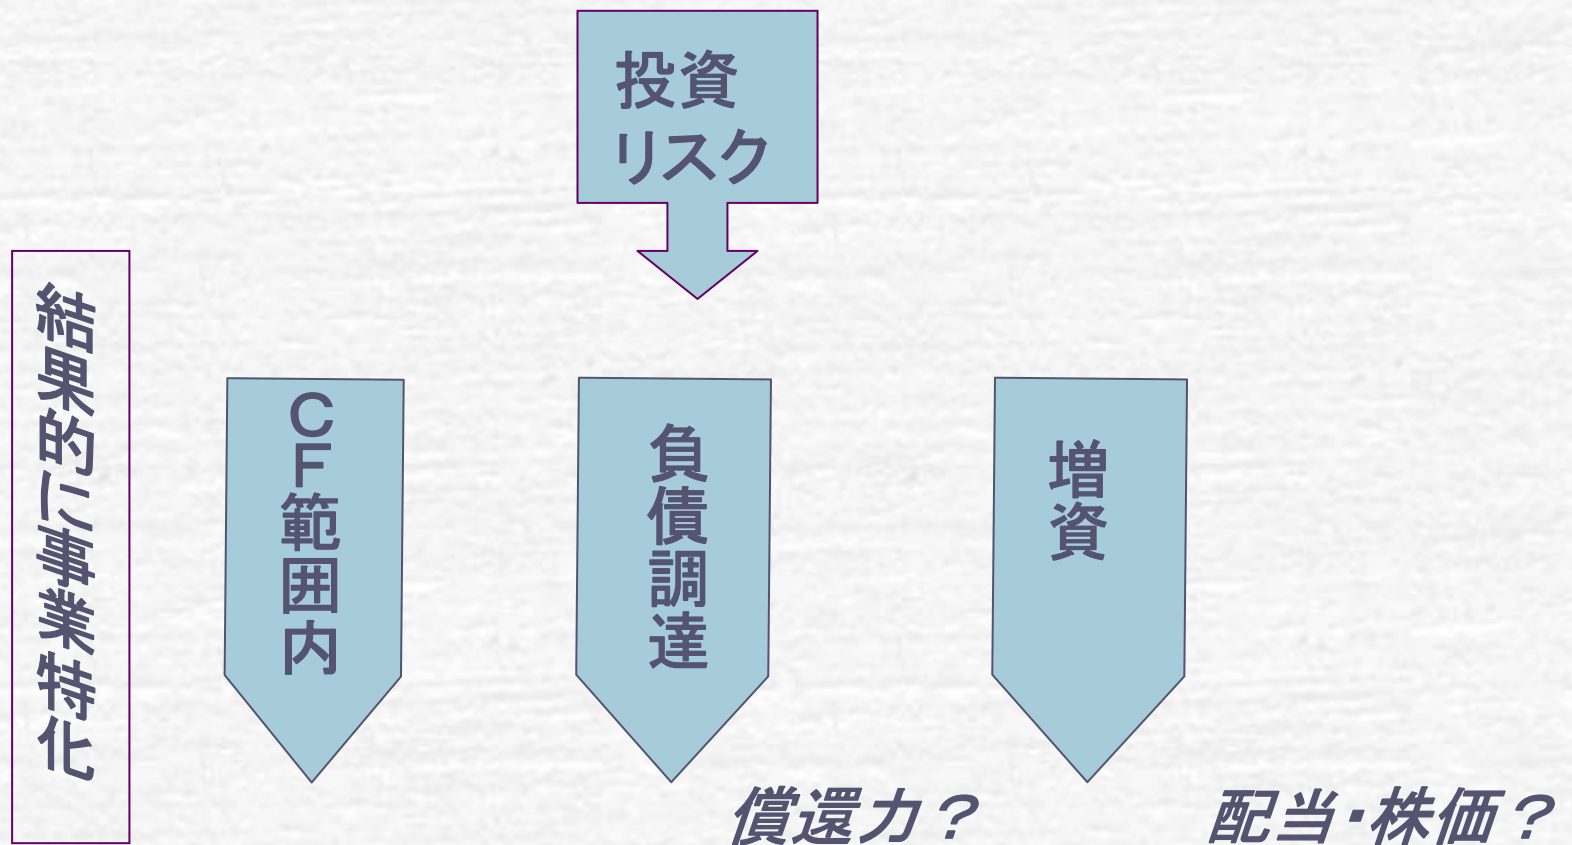 投資
リスク
結果的に事業特化
CF範囲内
負債調達
増資
償還力？
配当・株価？